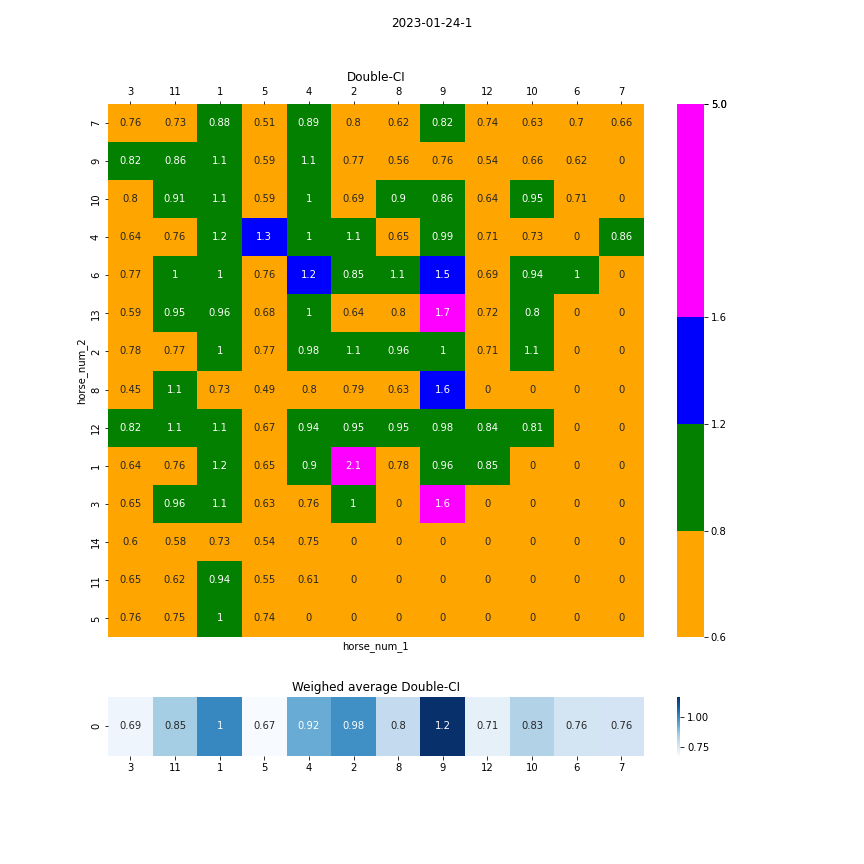 2023-01-24-1
Double-CI
3 11 1 5 4 2 8 9 12 10 6 7
7 0.76 0.73 0.88 0.51 0.89 0.8 0.62 0.82 0.74 0.63 0.7 0.66
9 0.82 0.86 1.1 0.59 1.1 0.77 0.56 0.76 0.54 0.66 0.62 0
10 0.8 0.91 1.1 0.59 1 0.69 0.9 0.86 0.64 0.95 0.71 0
4 0.64 0.76 1.2 1.3 1 1.1 0.65 0.99 0.71 0.73 0 0.86
6 0.77 1 1 0.76 1.2 0.85 1.1 1.5 0.69 0.94 1 0
13 0.59 0.95 0.96 0.68 1 0.64 0.8 1.7 0.72 0.8 0 0
2 0.78 0.77 1 0.77 0.98 1.1 0.96 1 0.71 1.1 0 0
8 0.45 1.1 0.73 0.49 0.8 0.79 0.63 1.6 0 0 0 0
12 0.82 1.1 1.1 0.67 0.94 0.95 0.95 0.98 0.84 0.81 0 0
1 0.64 0.76 1.2 0.65 0.9 2.1 0.78 0.96 0.85 0 0 0
3 0.65 0.96 1.1 0.63 0.76 1 0 1.6 0 0 0 0
14 0.6 0.58 0.73 0.54 0.75 0 0 0 0 0 0 0
11 0.65 0.62 0.94 0.55 0.61 0 0 0 0 0 0 0
5 0.76 0.75 1 0.74 0 0 0 0 0 0 0 0
horse_num_2
horse_num_1
5.0
1.6
1.2
0.8
0.6
Weighed average Double-CI
0 0.69 0.85 1 0.67 0.92 0.98 0.8 1.2 0.71 0.83 0.76 0.76
3 11 1 5 4 2 8 9 12 10 6 7
1.00
0.75